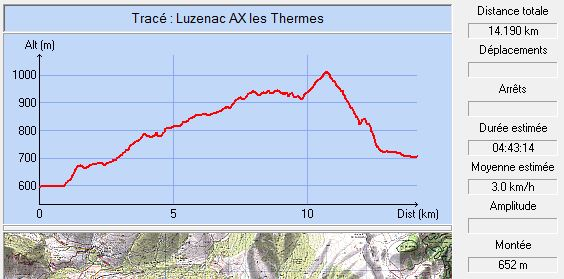 Tracé : Luzenac AX les Thermes
Alt (m)
1000
900
800
700
600
0
5
10
Dist (km)
Distance totale
14.190 km
Déplacements
Arrêts
Durée estimée
04:43:14
Moyenne estimée
3.0 km/h
Amplitude
Montée
652 m